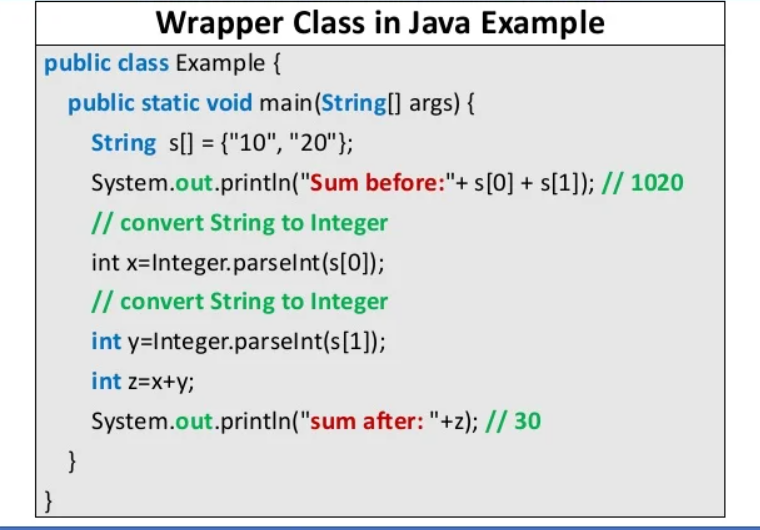 Wrapper Class in Java Example
public class Example {
public static void main(String[] args) {
String s[] = {"10", "20"};
System.out.println("Sum before:"+ s[0] + s[1]); // 1020
// convert String to Integer
int x=Integer.parseInt(s[0]);
// convert String to Integer
int y=Integer.parseInt(s[1]);
int z=x+y;
System.out.println("sum after: "+z); // 30
}
}